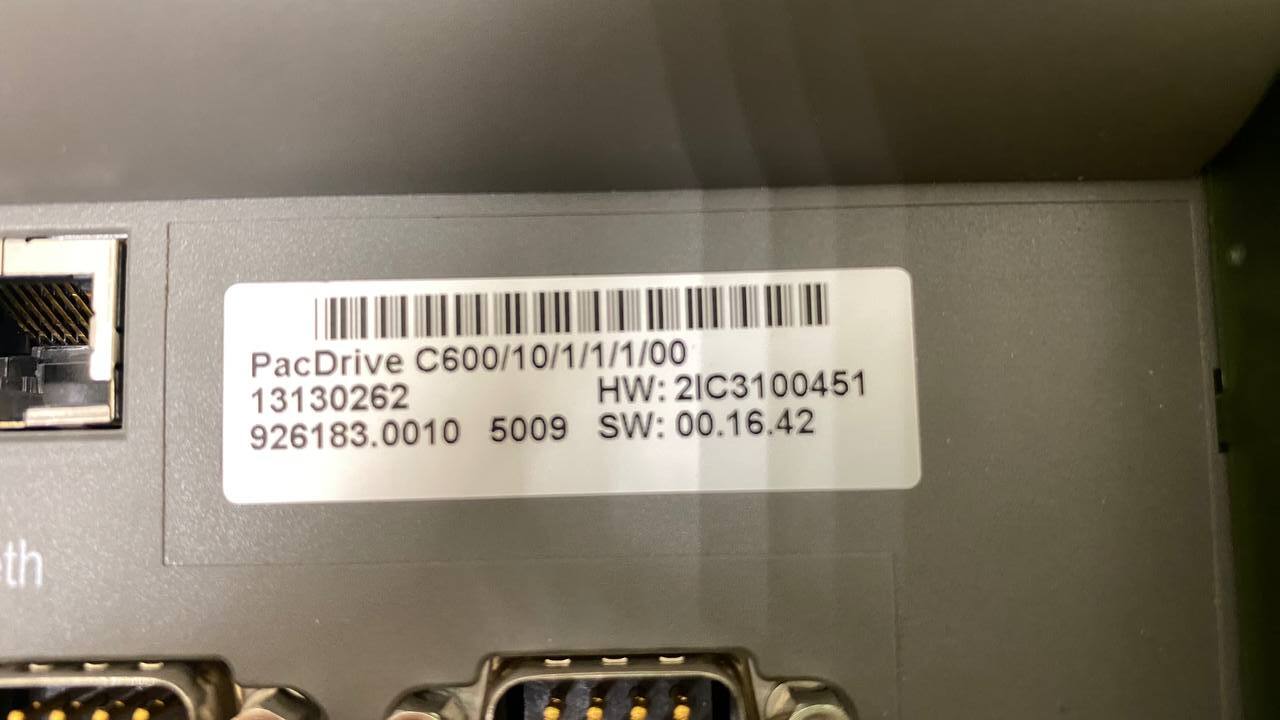 PacDrive C600/10/1/1/1/00
13130262 HW: 2IC3100451
926183.0010 5009 SW: 00.16.42
eth